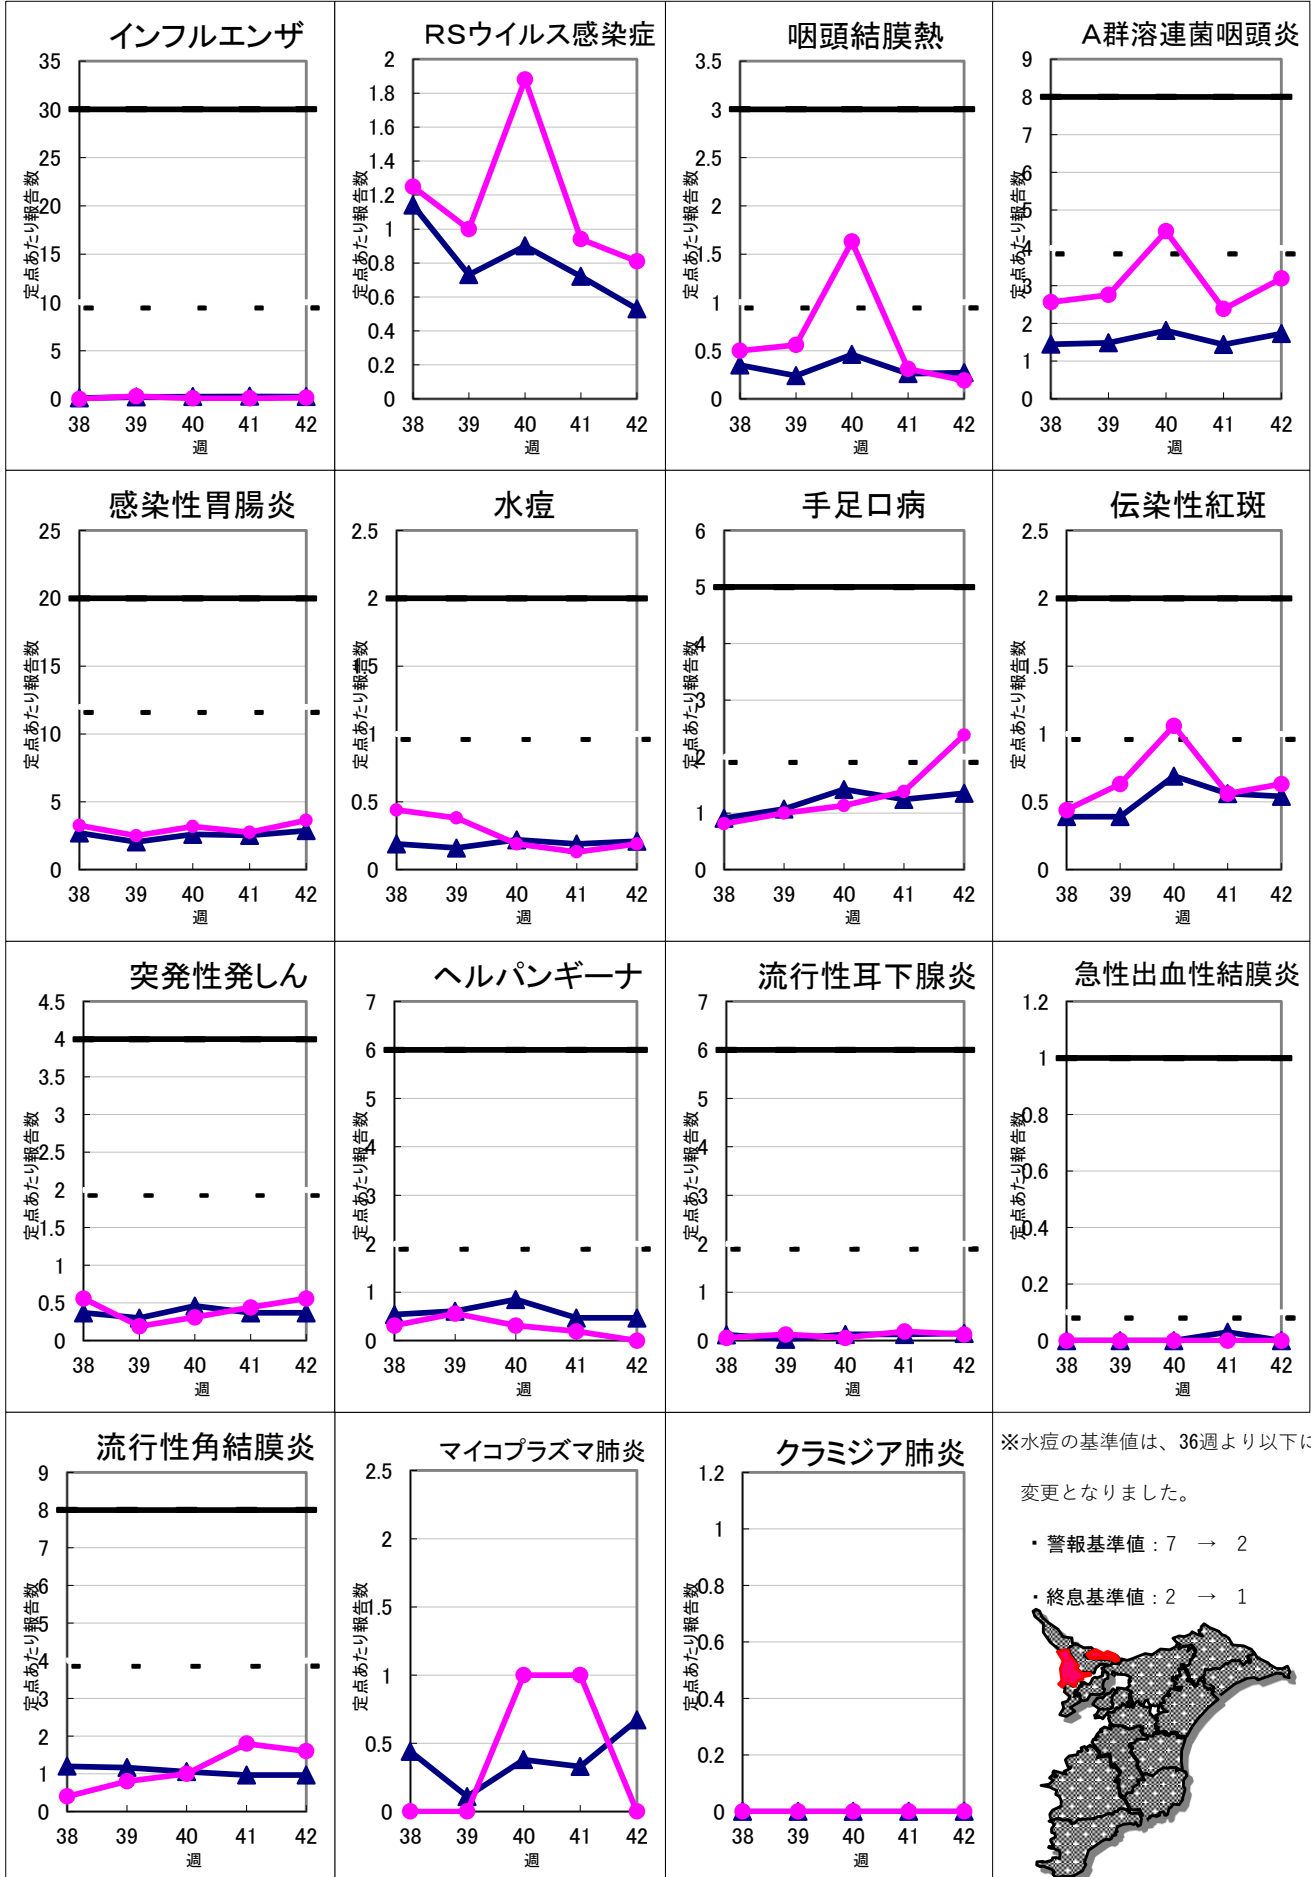 インフルエンザ
35
30
25
20
15
10
5
0
定点あたり報告数
38 39 40 41 42
週
RSウイルス感染症
2
1.8
1.6
1.4
1.2
1
0.8
0.6
0.4
0.2
0
定点あたり報告数
38 39 40 41 42
週
咽頭結膜熱
3.5
3
2.5
2
1.5
1
0.5
0
定点あたり報告数
38 39 40 41 42
週
A群溶連菌咽頭炎
9
8
7
6
5
4
3
2
1
0
定点あたり報告数
38 39 40 41 42
週
感染性胃腸炎
25
20
15
10
5
0
定点あたり報告数
38 39 40 41 42
週
水痘
2.5
2
1.5
1
0.5
0
定点あたり報告数
38 39 40 41 42
週
手足口病
6
5
4
3
2
1
0
定点あたり報告数
38 39 40 41 42
週
伝染性紅斑
2.5
2
1.5
1
0.5
0
定点あたり報告数
38 39 40 41 42
週
突発性発しん
4.5
4
3.5
3
2.5
2
1.5
1
0.5
0
定点あたり報告数
38 39 40 41 42
週
ヘルパンギーナ
7
6
5
4
3
2
1
0
定点あたり報告数
38 39 40 41 42
週
流行性耳下腺炎
7
6
5
4
3
2
1
0
定点あたり報告数
38 39 40 41 42
週
急性出血性結膜炎
1.2
1
0.8
0.6
0.4
0.2
0
定点あたり報告数
38 39 40 41 42
週
流行性角結膜炎
9
8
7
6
5
4
3
2
1
0
定点あたり報告数
38 39 40 41 42
週
マイコプラズマ肺炎
2.5
2
1.5
1
0.5
0
定点あたり報告数
38 39 40 41 42
週
クラミジア肺炎
1.2
1
0.8
0.6
0.4
0.2
0
定点あたり報告数
38 39 40 41 42
週
※水痘の基準値は、36週より以下に
変更となりました。
・警報基準値：7 → 2
・終息基準値：2 → 1